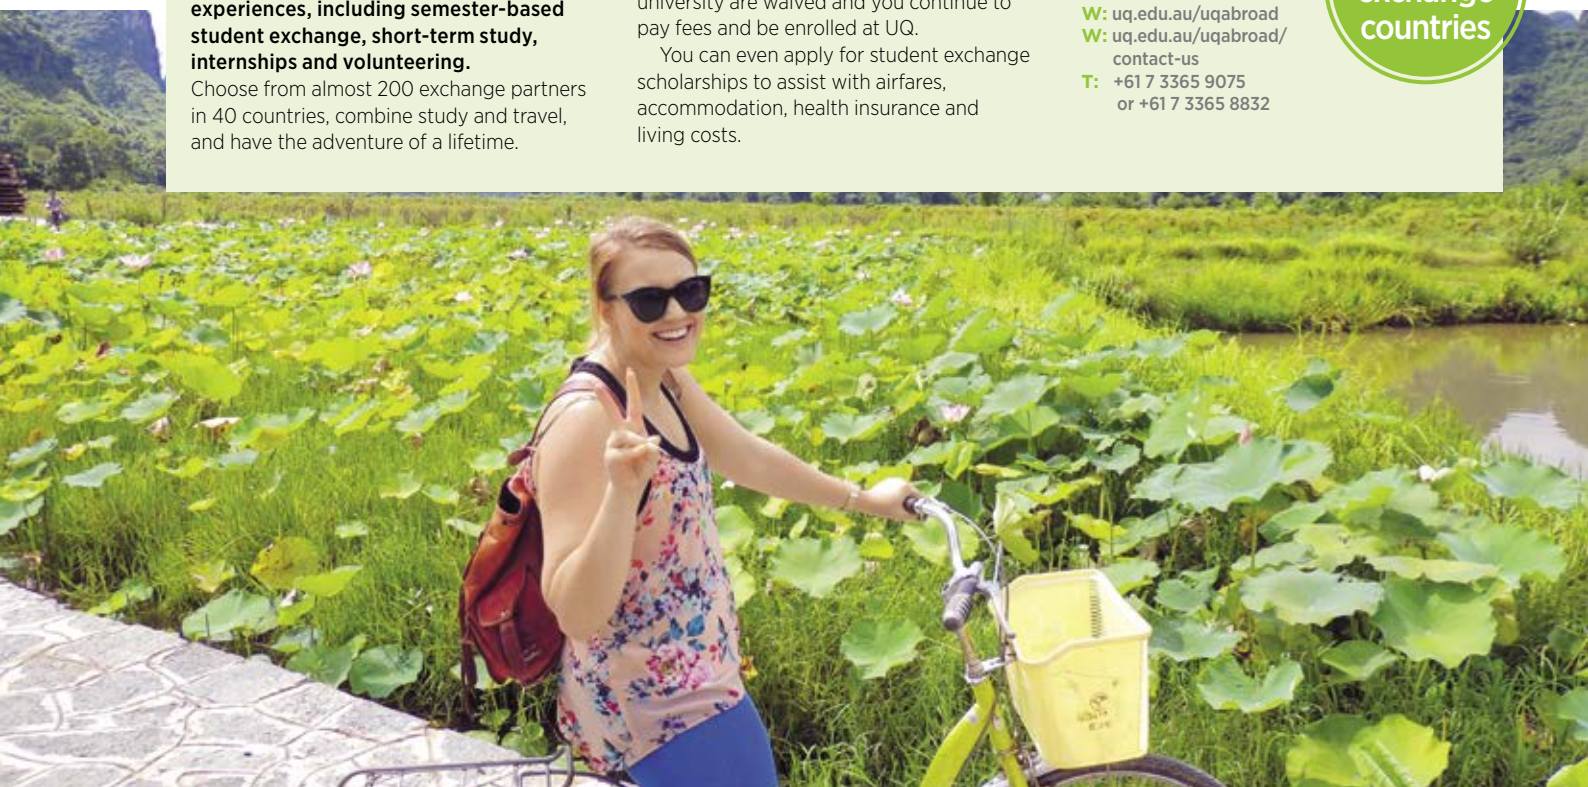 experiences, including semester-based
student exchange, short-term study,
internships and volunteering.
Choose from almost 200 exchange partners
in 40 countries, combine study and travel,
and have the adventure of a lifetime.
university are waived and you continue to
pay fees and be enrolled at UQ.
You can even apply for student exchange
scholarships to assist with airfares,
accommodation, health insurance and
living costs.
W: uq.edu.au/uqabroad
W: uq.edu.au/uqabroad/
contact-us
T: +61 7 3365 9075
or +61 7 3365 8832
exchange
countries